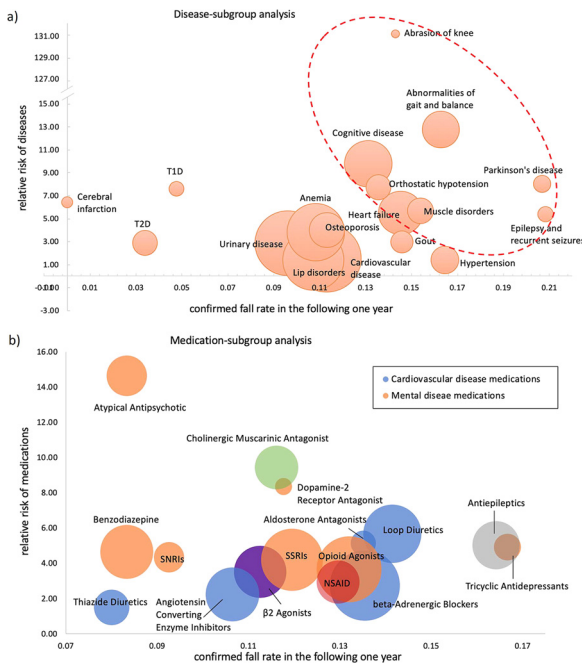 a)
Disease-subgroup analysis
131.00
129.00
127.00
15.00
13.00
11.00
9.00
7.00
5.00
3.00
1.00
-1.00
-3.00
relative risk of diseases
Abrasion of knee
Abnormalities of
gait and balance
Cognitive disease
Parkinson's disease
T1D
Orthostatic hypotension
Cerebral
infarction
Anemia
Heart failure
Muscle disorders
Osteoporosis
T2D
Urinary disease
Gout
Epilepsy and
recurrent seizures
Lip disorders
Cardiovascular
disease
Hypertension
0.01
0.03
0.05
0.07
0.09
0.11
0.13
0.15
0.17
0.19
0.21
confirmed fall rate in the following one year
b)
Medication-subgroup analysis
16.00
14.00
12.00
10.00
8.00
6.00
4.00
2.00
0.00
relative risk of medications
Cardiovascular disease medications
Mental diseae medications
Atypical Antipsychotic
Cholinergic Muscarinic Antagonist
Dopamine-2
Receptor Antagonist
Antiepileptics
Benzodiazepine
Aldosterone Antagonists
Loop Diuretics
SNRIs
SSRIs
Opioid Agonists
NSAID
Tricyclic Antidepressants
Thiazide Diuretics
Angiotensin
Converting
Enzyme Inhibitors
β2 Agonists
beta-Adrenergic Blockers
0.07
0.09
0.11
0.13
0.15
0.17
confirmed fall rate in the following one year